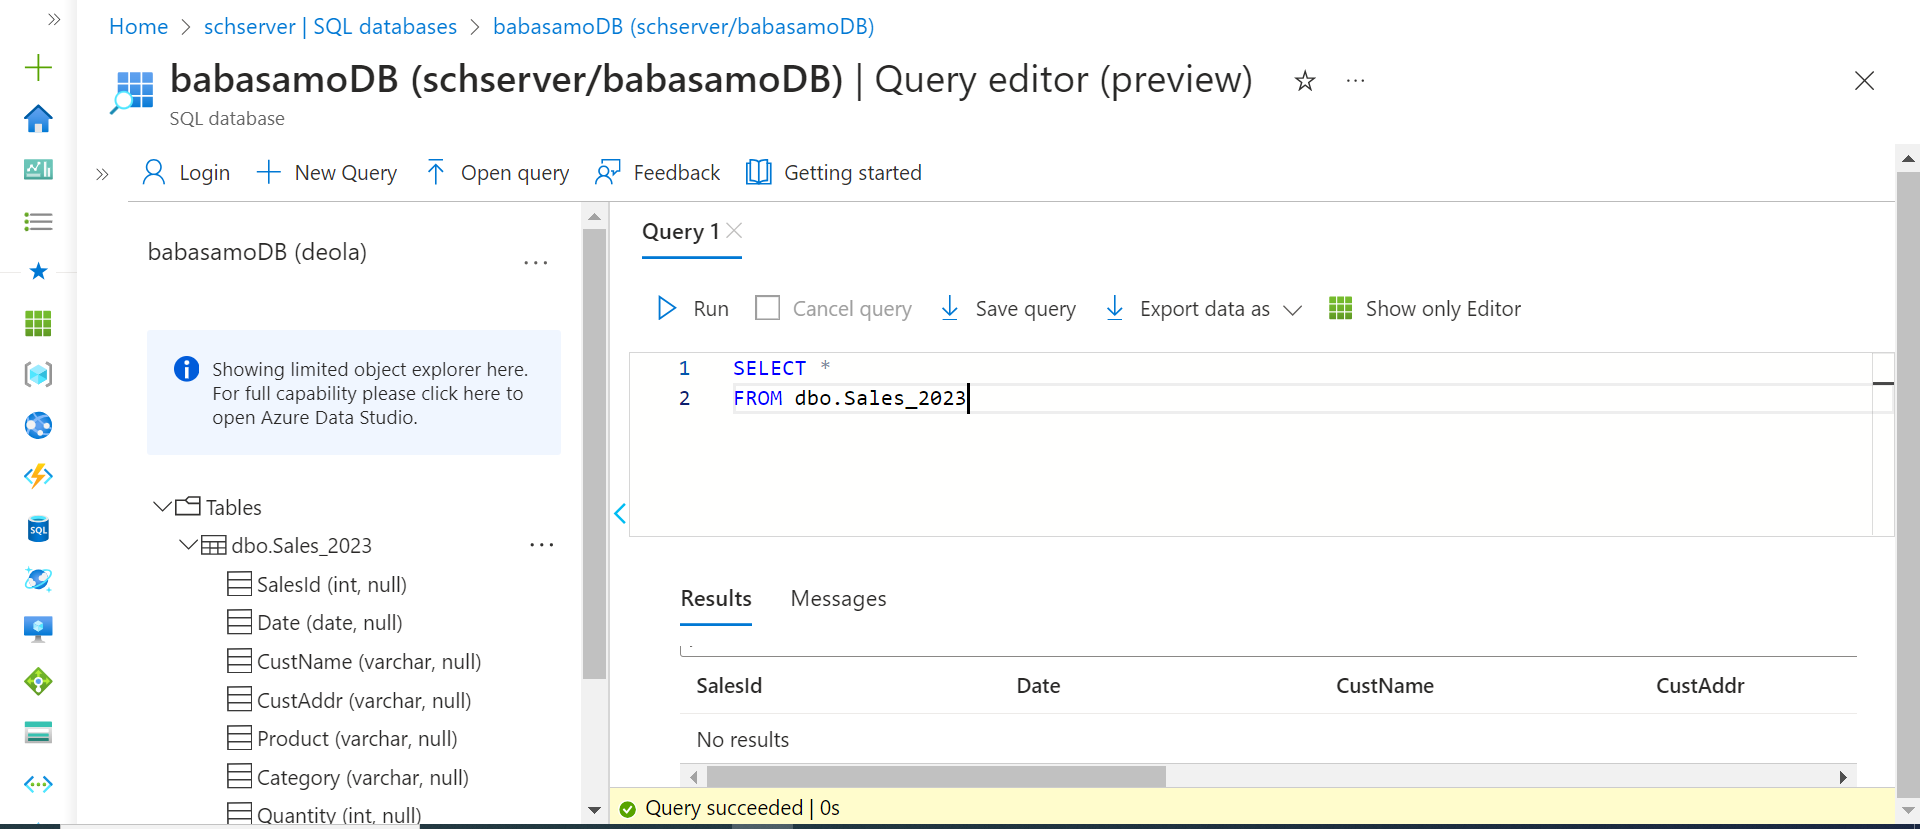 Home > schserver | SQL databases > babasamoDB (schserver/babasamoDB)
babasamoDB (schserver/babasamoDB) | Query editor (preview)
SQL database
Login
New Query
Open query
Feedback
Getting started
babasamoDB (deola)
Showing limited object explorer here.
For full capability please click here to
open Azure Data Studio.
Tables
dbo.Sales_2023
SalesId (int, null)
Date (date, null)
CustName (varchar, null)
CustAddr (varchar, null)
Product (varchar, null)
Category (varchar, null)
Quantity (int, null)
Query 1
Run
Cancel query
Save query
Export data as
Show only Editor
1 SELECT *
2 FROM dbo.Sales_2023
Results Messages
SalesId Date CustName CustAddr
No results
Query succeeded | 0s
SQL